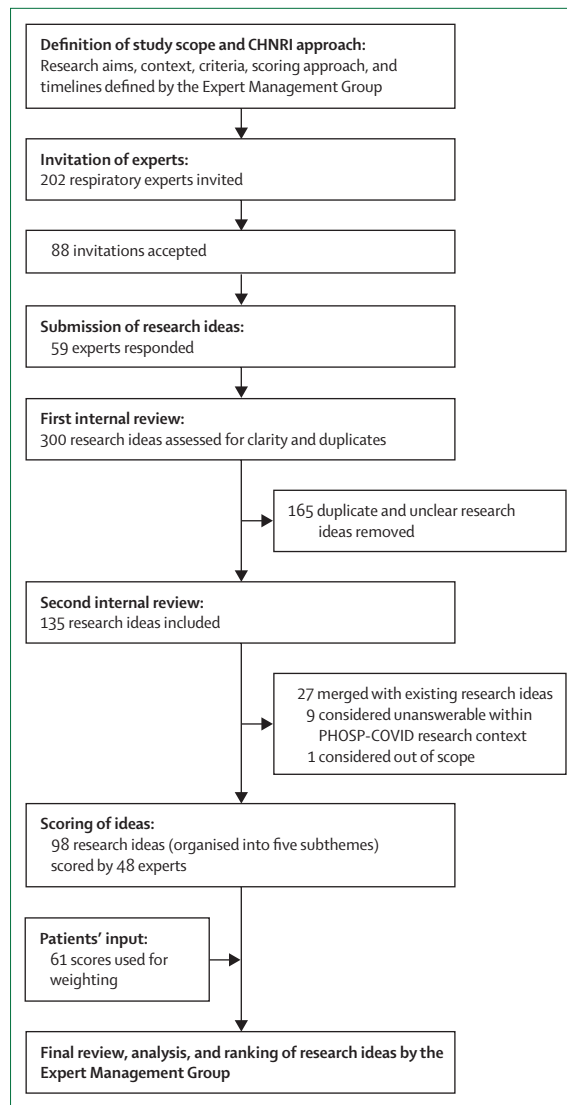 Definition of study scope and CHNRI approach:
Research aims, context, criteria, scoring approach, and
timelines defined by the Expert Management Group
Invitation of experts:
202 respiratory experts invited
88 invitations accepted
Submission of research ideas:
59 experts responded
First internal review:
300 research ideas assessed for clarity and duplicates
165 duplicate and unclear research
ideas removed
Second internal review:
135 research ideas included
27 merged with existing research ideas
9 considered unanswerable within
PHOSP-COVID research context
1 considered out of scope
Scoring of ideas:
98 research ideas (organised into five subthemes)
scored by 48 experts
Patients' input:
61 scores used for
weighting
Final review, analysis, and ranking of research ideas by the
Expert Management Group